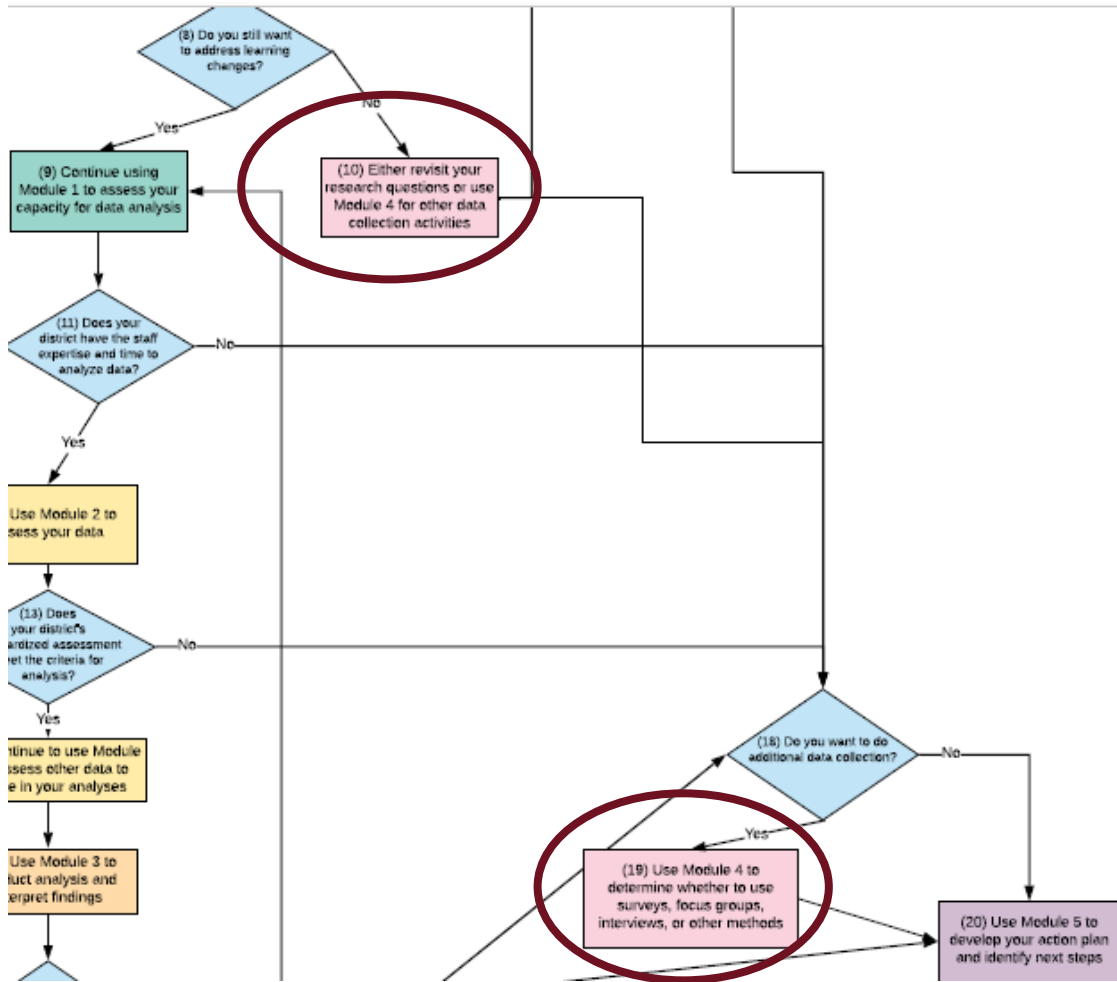 (8) Do you still want
to address learning
changes?
No
Yes
(9) Continue using
Module 1 to assess your
capacity for data analysis
(10) Either revisit your
research questions or use
Module 4 for other data
collection activities
(11) Does your
district have the staff
expertise and time to
analyze data?
No
Yes
Use Module 2 to
sess your data
(13) Does
your district's
ardized assessment
et the criteria for
analysis?
No
Yes
ntinue to use Module
ssess other data to
e in your analyses
Use Module 3 to
duct analysis and
terpret findings
(18) Do you want to do
additional data collection?
No
Yes
(19) Use Module 4 to
determine whether to use
surveys, focus groups,
interviews, or other methods
(20) Use Module 5 to
develop your action plan
and identify next steps